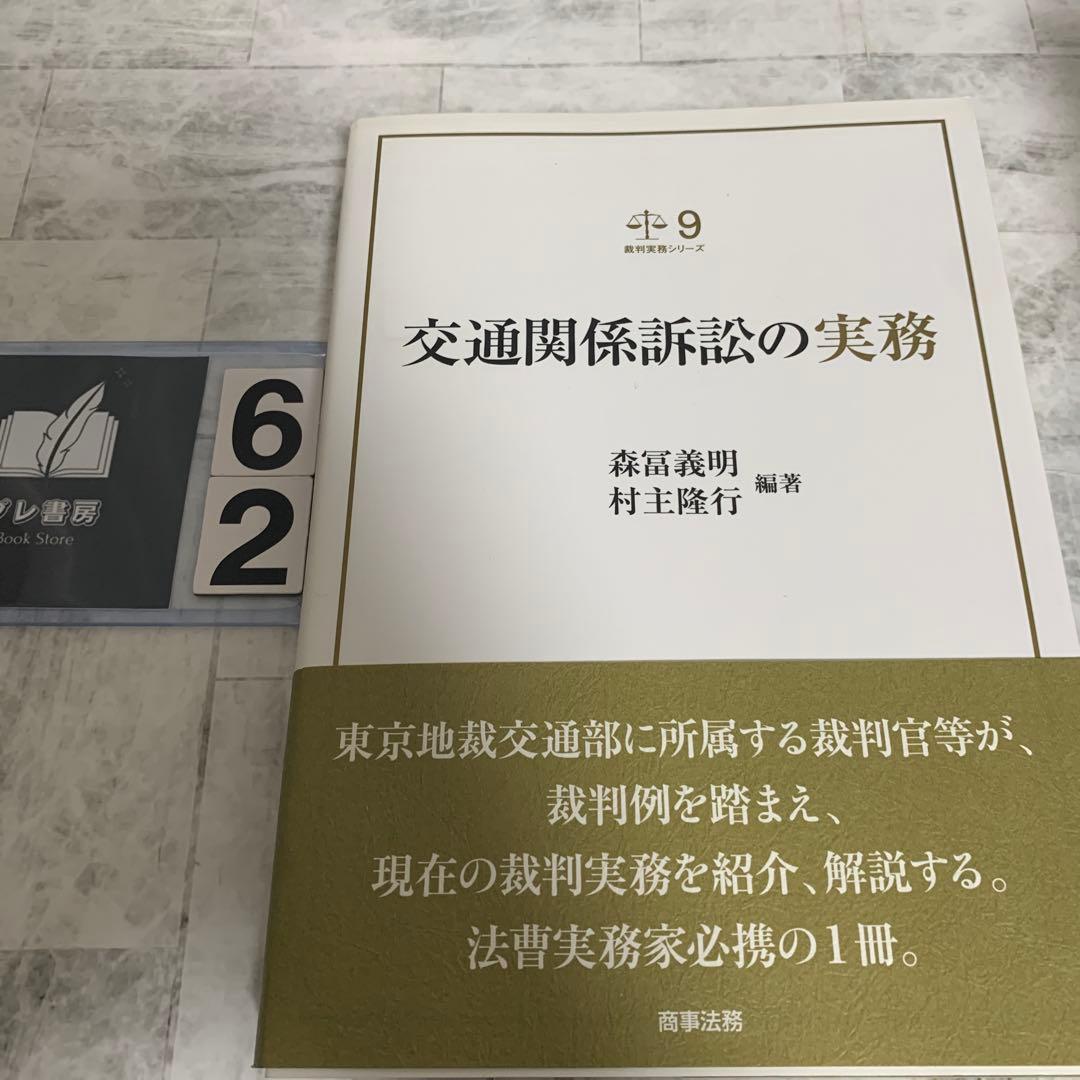 9
裁判実務シリーズ
交通関係訴訟の実務
森冨義明
村主隆行
編著
東京地裁交通部に所属する裁判官等が、
裁判例を踏まえ、
現在の裁判実務を紹介、解説する。
法曹実務家必携の1冊。
商事法務
6
2
グレ書房
Book Store